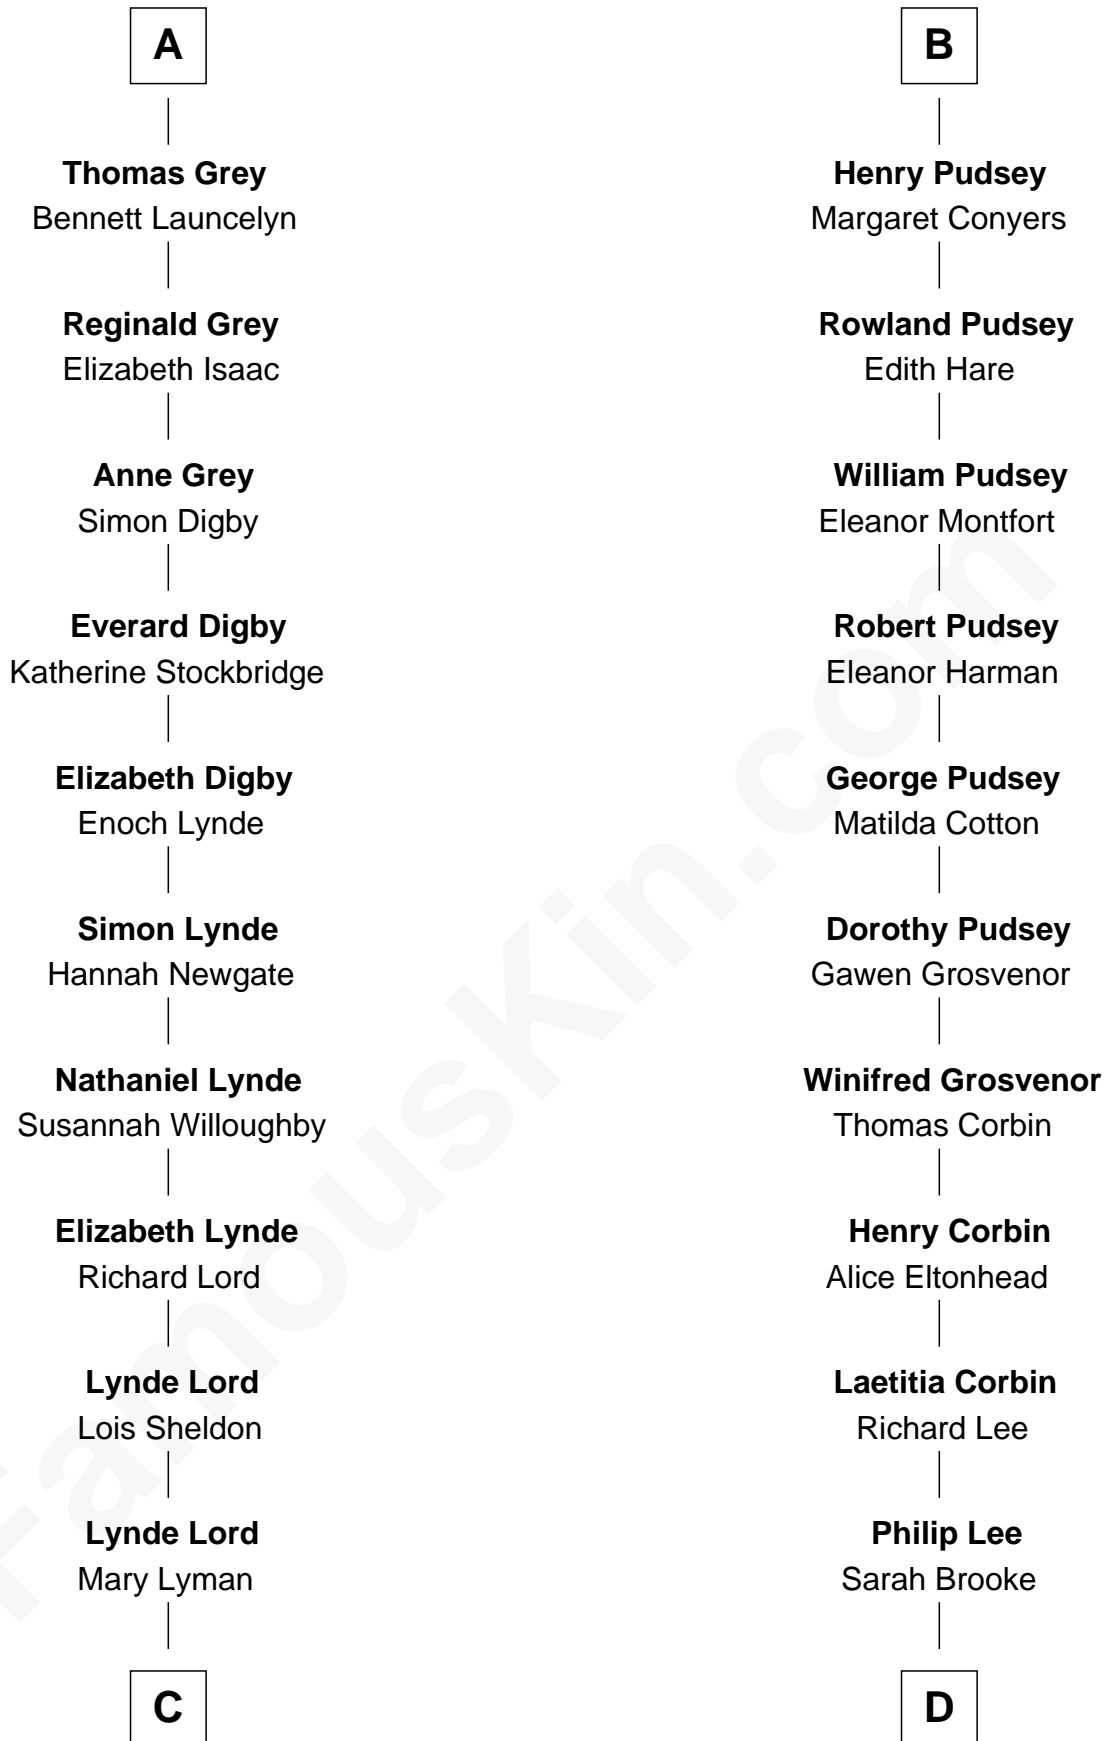 A
Thomas Grey
Bennett Launcelyn
Reginald Grey
Elizabeth Isaac
Anne Grey
Simon Digby
Everard Digby
Katherine Stockbridge
Elizabeth Digby
Enoch Lynde
Simon Lynde
Hannah Newgate
Nathaniel Lynde
Susannah Willoughby
Elizabeth Lynde
Richard Lord
Lynde Lord
Lois Sheldon
Lynde Lord
Mary Lyman
C
B
Henry Pudsey
Margaret Conyers
Rowland Pudsey
Edith Hare
William Pudsey
Eleanor Montfort
Robert Pudsey
Eleanor Harman
George Pudsey
Matilda Cotton
Dorothy Pudsey
Gawen Grosvenor
Winifred Grosvenor
Thomas Corbin
Henry Corbin
Alice Eltonhead
Laetitia Corbin
Richard Lee
Philip Lee
Sarah Brooke
D
FamousKin.com